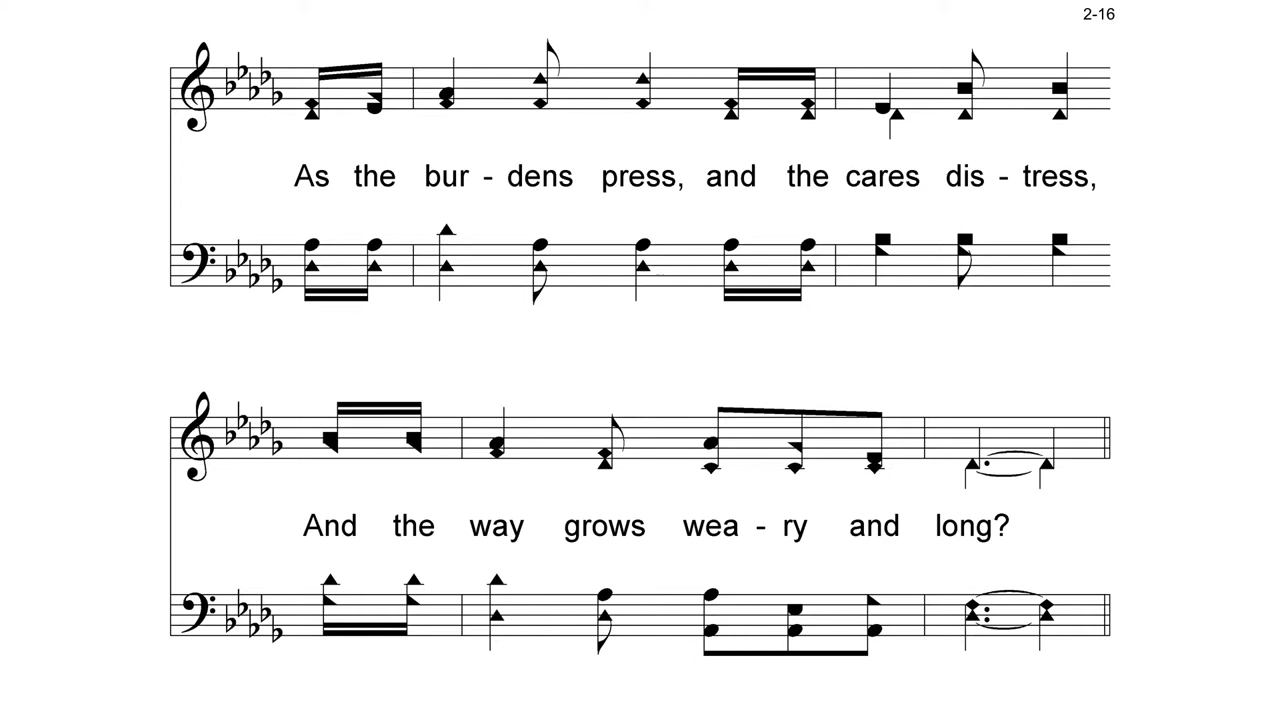 2-16
As the bur - dens press, and the cares dis - tress,
And the way grows wea - ry and long?